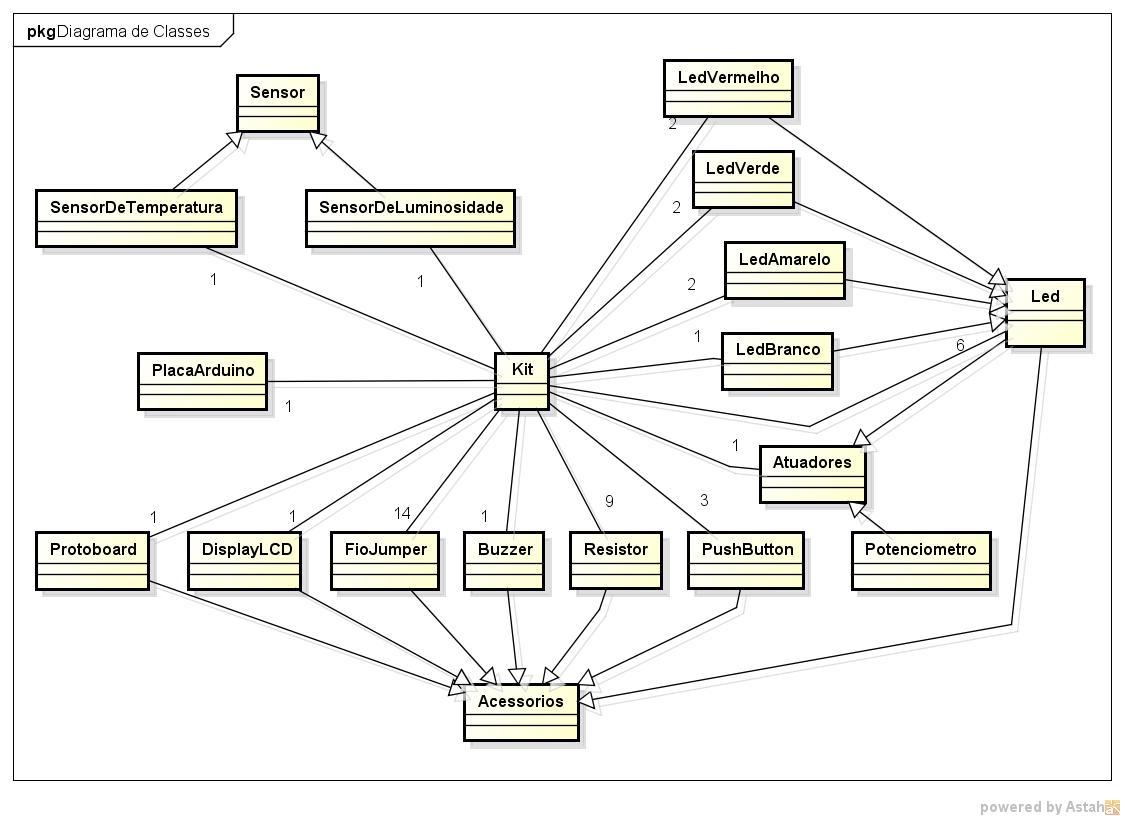 pkg Diagrama de Classes
LedVermelho
Sensor
2
LedVerde
SensorDeTemperatura
SensorDeLuminosidade
2
LedAmarelo
1
1
2
Led
1
LedBranco
6
PlacaArduino
Kit
1
1
Atuadores
1
1
14
1
9
3
Protoboard
DisplayLCD
FioJumper
Buzzer
Resistor
PushButton
Potenciometro
Acessorios
powered by Astah